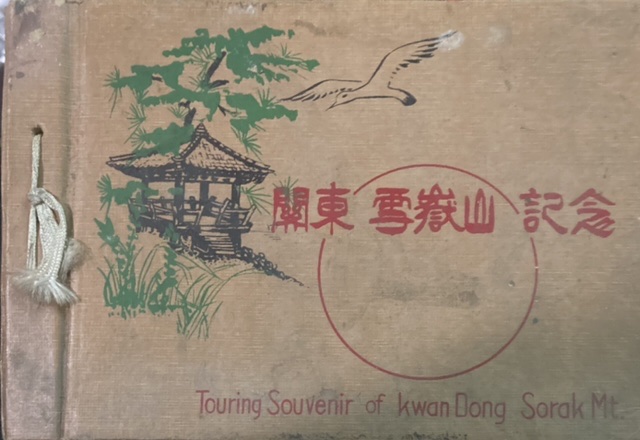 關東 雪嶽山 記念
Touring Souvenir of kwan Dong Sorak Mt.